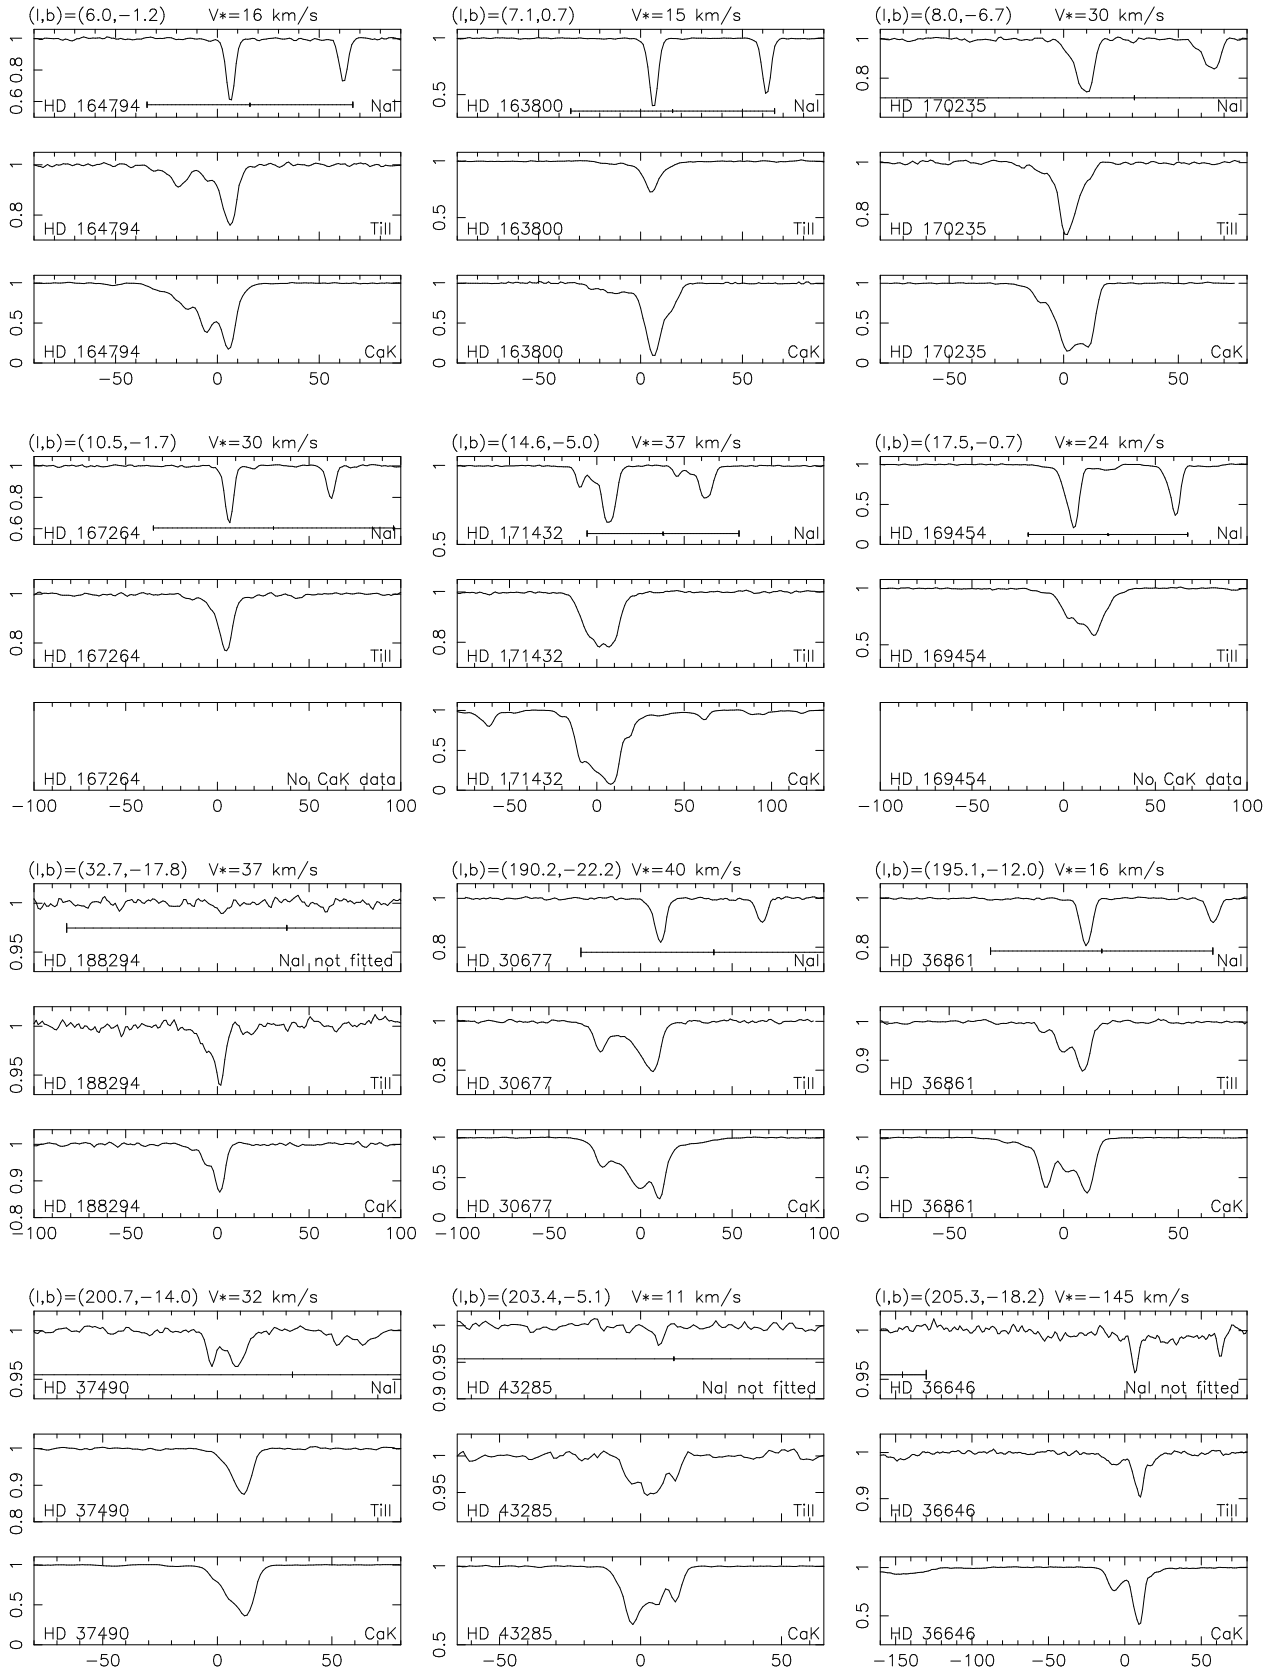 (l,b)=(6.0,−1.2) V*=16 km/s
(l,b)=(7.1,0.7) V*=15 km/s
(l,b)=(8.0,−6.7) V*=30 km/s
1 0.8 0.6 HD 164794 NaI
1 0.5 HD 163800 NaI
1 0.8 HD 170235 NaI
1 0.8 HD 164794 TiII
1 0.5 HD 163800 TiII
1 0.8 HD 170235 TiII
1 0.5 0 HD 164794 CaK
1 0.5 0 HD 163800 CaK
1 0.5 0 HD 170235 CaK
−50 0 50
−50 0 50
−50 0 50
(l,b)=(10.5,−1.7) V*=30 km/s
(l,b)=(14.6,−5.0) V*=37 km/s
(l,b)=(17.5,−0.7) V*=24 km/s
1 0.8 0.6 HD 167264 NaI
1 0.5 HD 171432 NaI
1 0.5 0 HD 169454 NaI
1 0.8 HD 167264 TiII
1 0.8 HD 171432 TiII
1 0.5 HD 169454 TiII
HD 167264 No CaK data
1 0.5 0 HD 171432 CaK
HD 169454 No CaK data
−100 −50 0 50 100
−50 0 50 100
−100 −50 0 50 100
(l,b)=(32.7,−17.8) V*=37 km/s
(l,b)=(190.2,−22.2) V*=40 km/s
(l,b)=(195.1,−12.0) V*=16 km/s
1 0.95 HD 188294 NaI not fitted
1 0.8 HD 30677 NaI
1 0.8 HD 36861 NaI
1 0.95 HD 188294 TiII
1 0.8 HD 30677 TiII
1 0.9 HD 36861 TiII
1 0.9 0.8 HD 188294 CaK
1 0.5 0 HD 30677 CaK
1 0.5 0 HD 36861 CaK
−100 −50 0 50 100
−100 −50 0 50 100
−50 0 50
(l,b)=(200.7,−14.0) V*=32 km/s
(l,b)=(203.4,−5.1) V*=11 km/s
(l,b)=(205.3,−18.2) V*=−145 km/s
1 0.95 HD 37490 NaI
1 0.95 0.9 HD 43285 NaI not fitted
1 0.95 HD 36646 NaI not fitted
1 0.9 0.8 HD 37490 TiII
1 0.95 HD 43285 TiII
1 0.9 HD 36646 TiII
1 0.5 0 HD 37490 CaK
1 0.5 HD 43285 CaK
1 0.5 HD 36646 CaK
−50 0 50
−50 0 50
−150 −100 −50 0 50